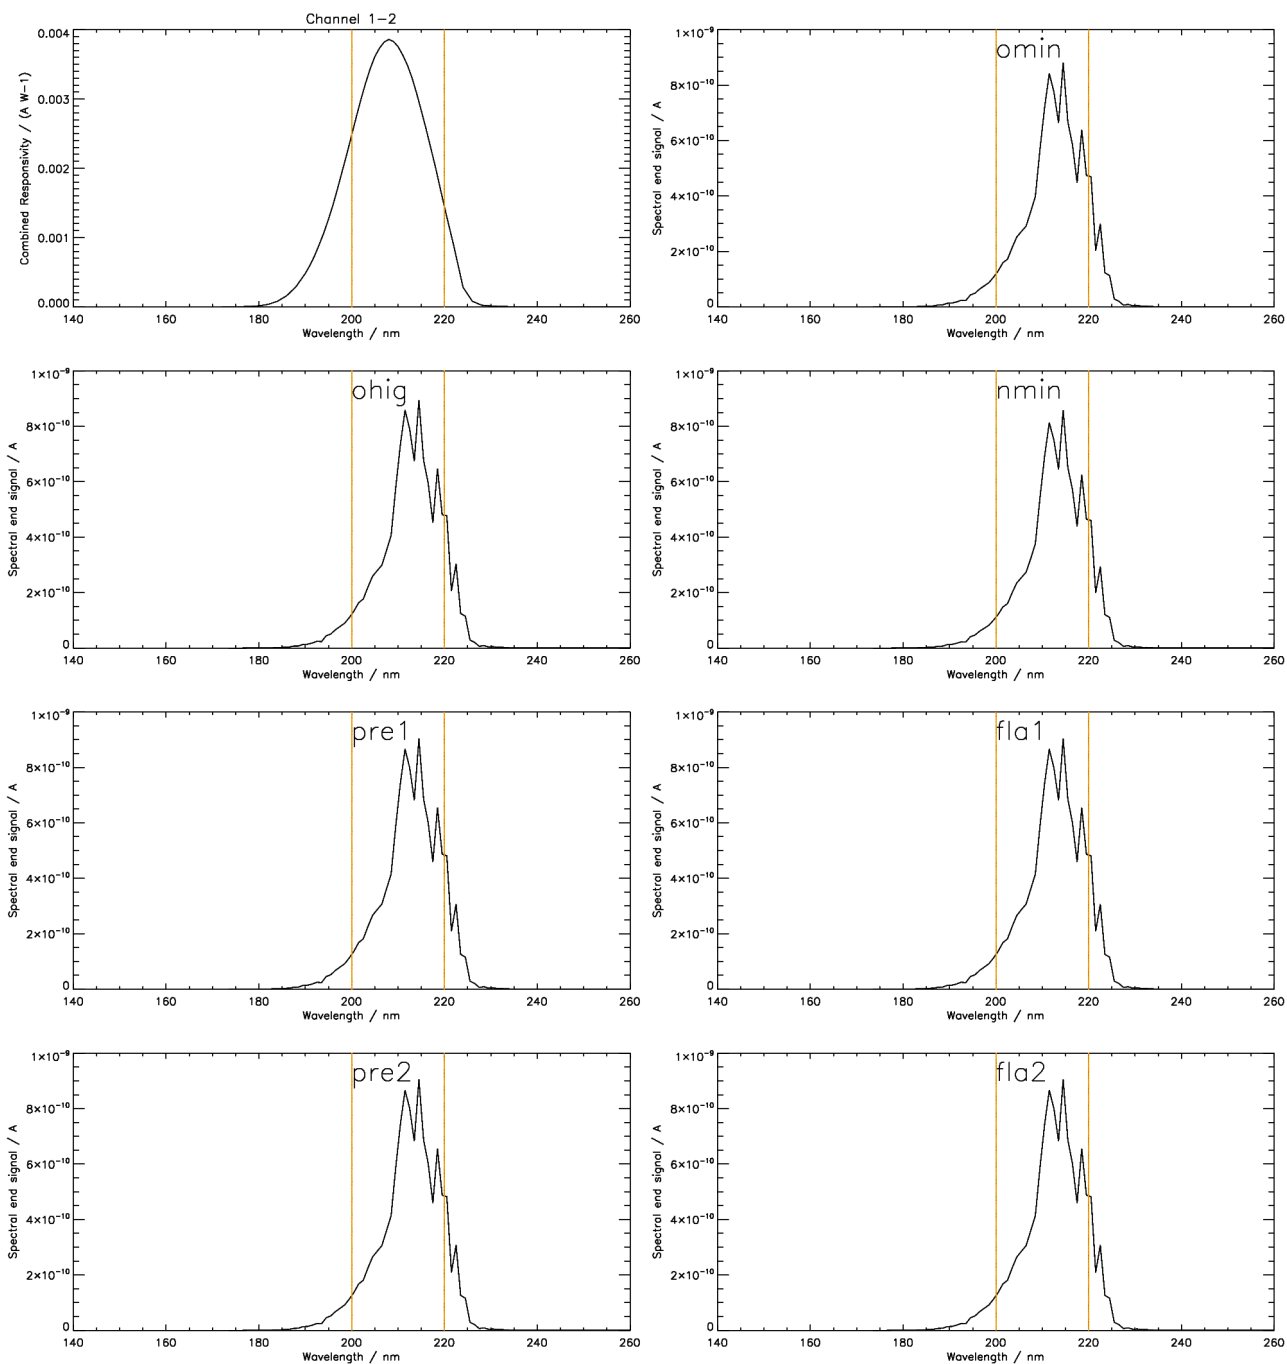 Channel 1-2
Combined Responsivity / (A W-1)
0.004
0.003
0.002
0.001
0.000
140 160 180 200 220 240 260
Wavelength / nm
omin
Spectral end signal / A
1×10⁻⁹
8×10⁻¹⁰
6×10⁻¹⁰
4×10⁻¹⁰
2×10⁻¹⁰
0
140 160 180 200 220 240 260
Wavelength / nm
ohig
Spectral end signal / A
1×10⁻⁹
8×10⁻¹⁰
6×10⁻¹⁰
4×10⁻¹⁰
2×10⁻¹⁰
0
140 160 180 200 220 240 260
Wavelength / nm
nmin
Spectral end signal / A
1×10⁻⁹
8×10⁻¹⁰
6×10⁻¹⁰
4×10⁻¹⁰
2×10⁻¹⁰
0
140 160 180 200 220 240 260
Wavelength / nm
pre1
Spectral end signal / A
1×10⁻⁹
8×10⁻¹⁰
6×10⁻¹⁰
4×10⁻¹⁰
2×10⁻¹⁰
0
140 160 180 200 220 240 260
Wavelength / nm
fla1
Spectral end signal / A
1×10⁻⁹
8×10⁻¹⁰
6×10⁻¹⁰
4×10⁻¹⁰
2×10⁻¹⁰
0
140 160 180 200 220 240 260
Wavelength / nm
pre2
Spectral end signal / A
1×10⁻⁹
8×10⁻¹⁰
6×10⁻¹⁰
4×10⁻¹⁰
2×10⁻¹⁰
0
140 160 180 200 220 240 260
Wavelength / nm
fla2
Spectral end signal / A
1×10⁻⁹
8×10⁻¹⁰
6×10⁻¹⁰
4×10⁻¹⁰
2×10⁻¹⁰
0
140 160 180 200 220 240 260
Wavelength / nm